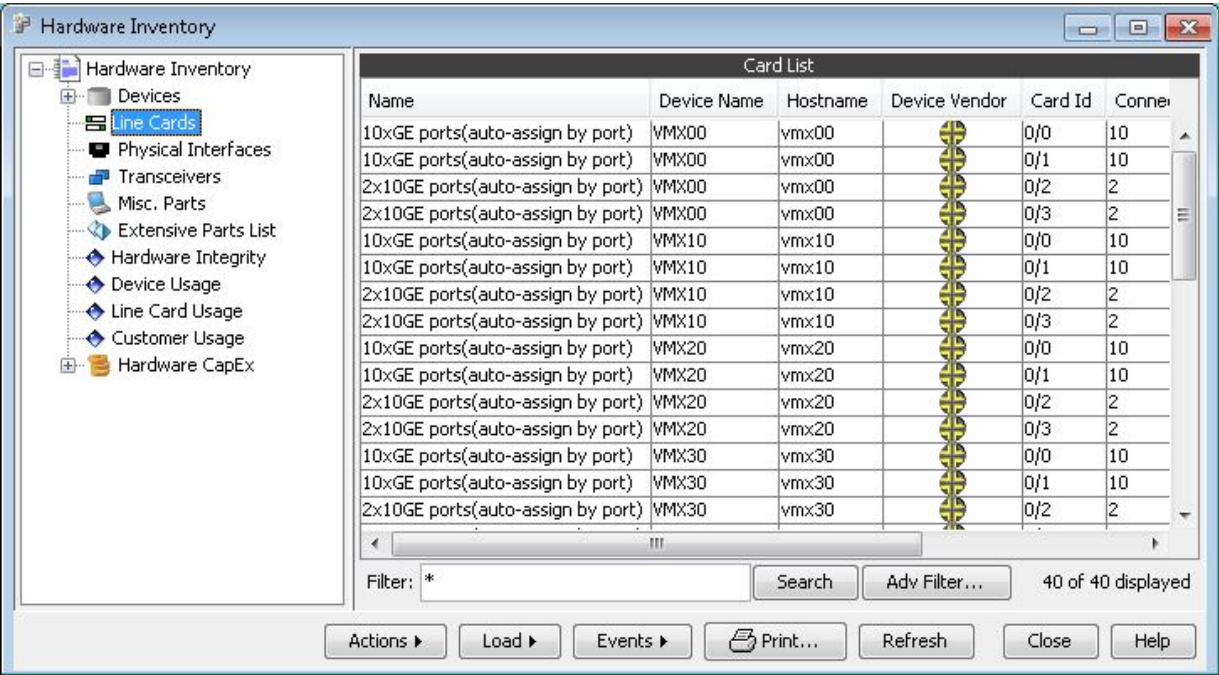 Hardware Inventory
Hardware Inventory
Devices
Line Cards
Physical Interfaces
Transceivers
Misc. Parts
Extensive Parts List
Hardware Integrity
Device Usage
Line Card Usage
Customer Usage
Hardware CapEx
Card List
Name Device Name Hostname Device Vendor Card Id Connec
10xGE ports(auto-assign by port) VMX00 vmx00 0/0 10
10xGE ports(auto-assign by port) VMX00 vmx00 0/1 10
2x10GE ports(auto-assign by port) VMX00 vmx00 0/2 2
2x10GE ports(auto-assign by port) VMX00 vmx00 0/3 2
10xGE ports(auto-assign by port) VMX10 vmx10 0/0 10
10xGE ports(auto-assign by port) VMX10 vmx10 0/1 10
2x10GE ports(auto-assign by port) VMX10 vmx10 0/2 2
2x10GE ports(auto-assign by port) VMX10 vmx10 0/3 2
10xGE ports(auto-assign by port) VMX20 vmx20 0/0 10
10xGE ports(auto-assign by port) VMX20 vmx20 0/1 10
2x10GE ports(auto-assign by port) VMX20 vmx20 0/2 2
2x10GE ports(auto-assign by port) VMX20 vmx20 0/3 2
10xGE ports(auto-assign by port) VMX30 vmx30 0/0 10
10xGE ports(auto-assign by port) VMX30 vmx30 0/1 10
2x10GE ports(auto-assign by port) VMX30 vmx30 0/2 2
Filter: * Search Adv Filter... 40 of 40 displayed
Actions Load Events Print... Refresh Close Help